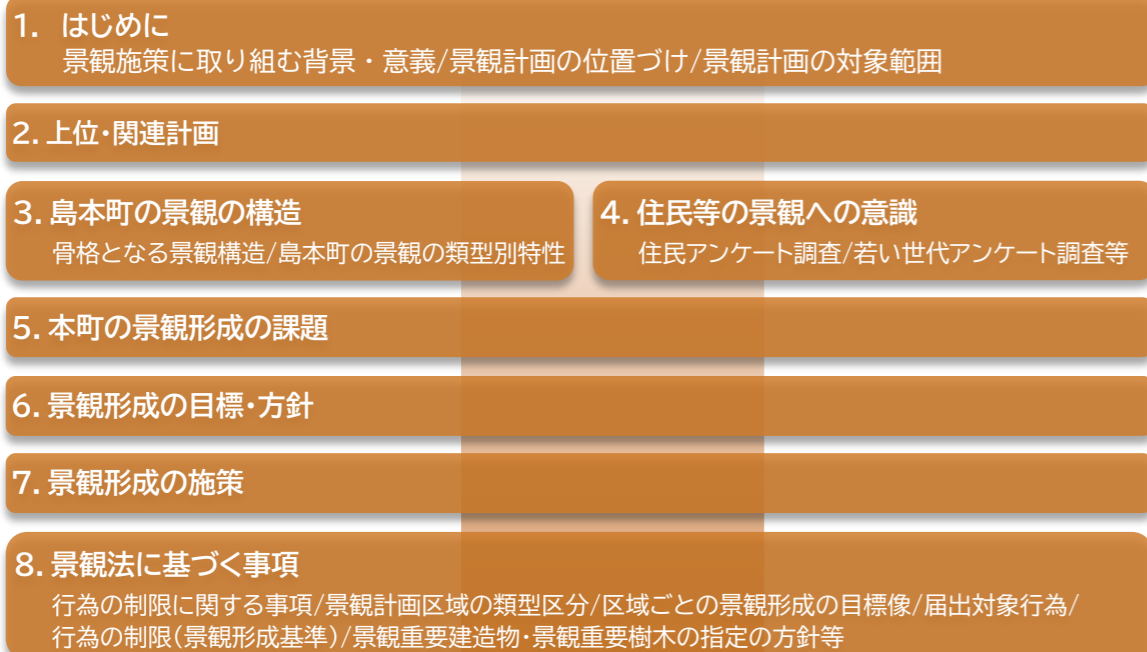 1. はじめに
景観施策に取り組む背景・意義/景観計画の位置づけ/景観計画の対象範囲
2. 上位・関連計画
3. 島本町の景観の構造
骨格となる景観構造/島本町の景観の類型別特性
4. 住民等の景観への意識
住民アンケート調査/若い世代アンケート調査等
5. 本町の景観形成の課題
6. 景観形成の目標・方針
7. 景観形成の施策
8. 景観法に基づく事項
行為の制限に関する事項/景観計画区域の類型区分/区域ごとの景観形成の目標像/届出対象行為/
行為の制限(景観形成基準)/景観重要建造物・景観重要樹木の指定の方針等